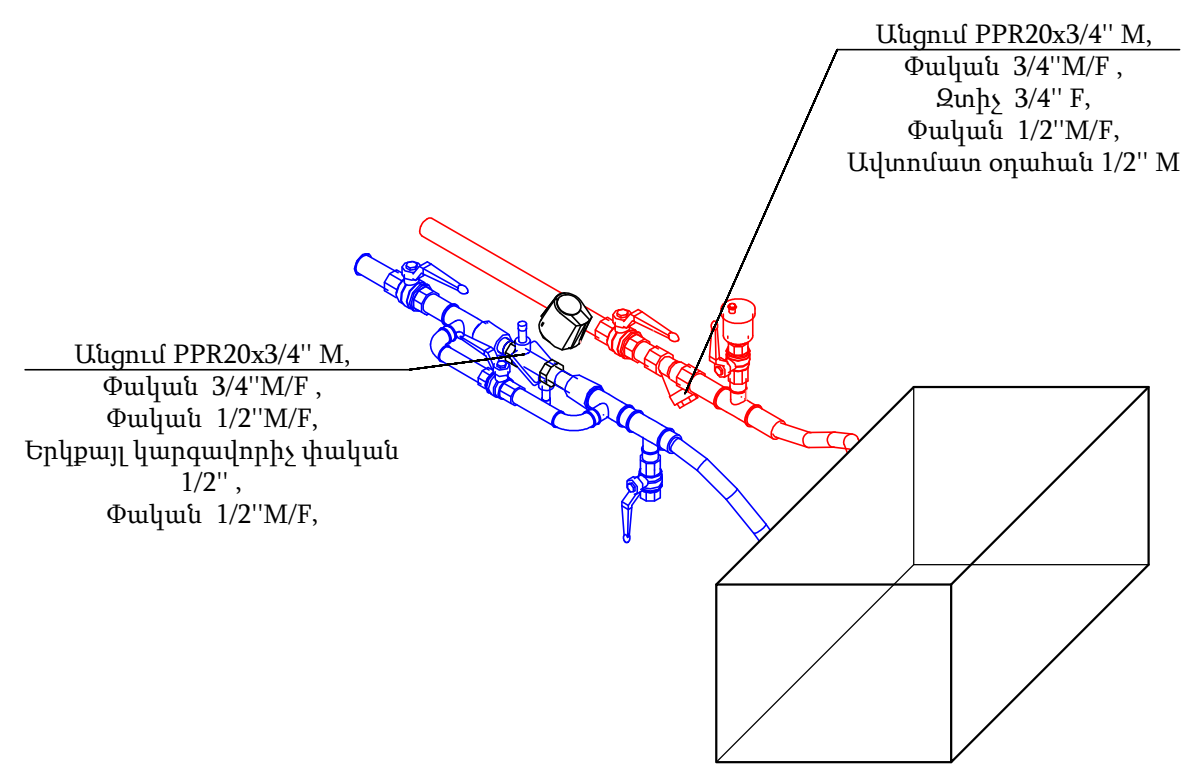 Անցում PPR20x3/4'' M,
Փական 3/4''M/F ,
Զտիչ 3/4'' F,
Փական 1/2''M/F,
Ավտոմատ օդահան 1/2'' M
Անցում PPR20x3/4'' M,
Փական 3/4''M/F ,
Փական 1/2''M/F,
Երկքայլ կարգավորիչ փական
1/2'' ,
Փական 1/2''M/F,